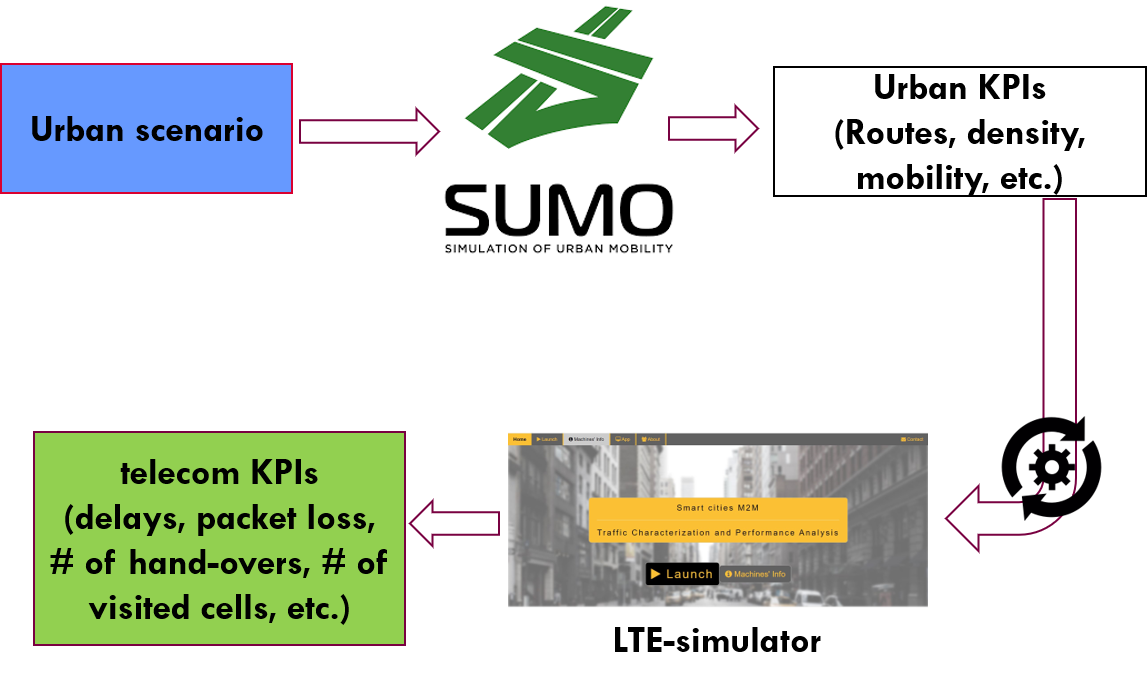 Urban scenario
SUMO
SIMULATION OF URBAN MOBILITY
Urban KPIs
(Routes, density,
mobility, etc.)
telecom KPIs
(delays, packet loss,
# of hand-overs, # of
visited cells, etc.)
Home Launch Machines' Info App About Contact
Smart cities M2M
Traffic Characterization and Performance Analysis
Launch Machines' Info
LTE-simulator